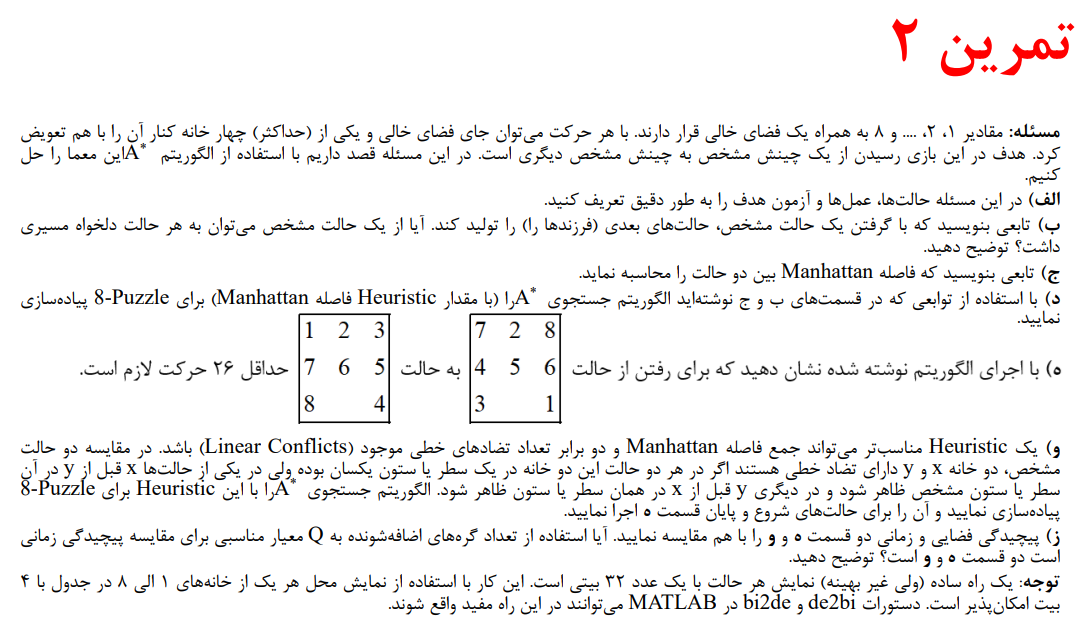 تمرین ۲
مسئله: مقادیر ۱، ۲، .... و ۸ به همراه یک فضای خالی قرار دارند. با هر حرکت می‌توان جای فضای خالی و یکی از (حداکثر) چهار خانه کنار آن را با هم تعویض
کرد. هدف در این بازی رسیدن از یک چینش مشخص به چینش مشخص دیگری است. در این مسئله قصد داریم با استفاده از الگوریتم A*این معما را حل
کنیم.
الف) در این مسئله حالت‌ها، عمل‌ها و آزمون هدف را به طور دقیق تعریف کنید.
ب) تابعی بنویسید که با گرفتن یک حالت مشخص، حالت‌های بعدی (فرزندها را) را تولید کند. آیا از یک حالت مشخص می‌توان به هر حالت دلخواه مسیری
داشت؟ توضیح دهید.
ج) تابعی بنویسید که فاصله Manhattan بین دو حالت را محاسبه نماید.
د) با استفاده از توابعی که در قسمت‌های ب و ج نوشته‌اید الگوریتم جستجوی A*را (با مقدار Heuristic فاصله Manhattan) برای 8-Puzzle پیاده‌سازی
نمایید.
ه) با اجرای الگوریتم نوشته شده نشان دهید که برای رفتن از حالت
7 2 8
4 5 6
3 1
به حالت
1 2 3
7 6 5
8 4
حداقل ۲۶ حرکت لازم است.
و) یک Heuristic مناسب‌تر می‌تواند جمع فاصله Manhattan و دو برابر تعداد تضادهای خطی موجود (Linear Conflicts) باشد. در مقایسه دو حالت
مشخص، دو خانه x و y دارای تضاد خطی هستند اگر در هر دو حالت این دو خانه در یک سطر یا ستون یکسان بوده ولی در یکی از حالت‌ها x قبل از y در آن
سطر یا ستون مشخص ظاهر شود و در دیگری y قبل از x در همان سطر یا ستون ظاهر شود. الگوریتم جستجوی A*را با این Heuristic برای 8-Puzzle
پیاده‌سازی نمایید و آن را برای حالت‌های شروع و پایان قسمت ه اجرا نمایید.
ز) پیچیدگی فضایی و زمانی دو قسمت ه و و را با هم مقایسه نمایید. آیا استفاده از تعداد گره‌های اضافه‌شونده به Q معیار مناسبی برای مقایسه پیچیدگی زمانی
است دو قسمت ه و و است؟ توضیح دهید.
توجه: یک راه ساده (ولی غیر بهینه) نمایش هر حالت با یک عدد ۳۲ بیتی است. این کار با استفاده از نمایش محل هر یک از خانه‌های ۱ الی ۸ در جدول با ۴
بیت امکان‌پذیر است. دستورات de2bi و bi2de در MATLAB می‌توانند در این راه مفید واقع شوند.